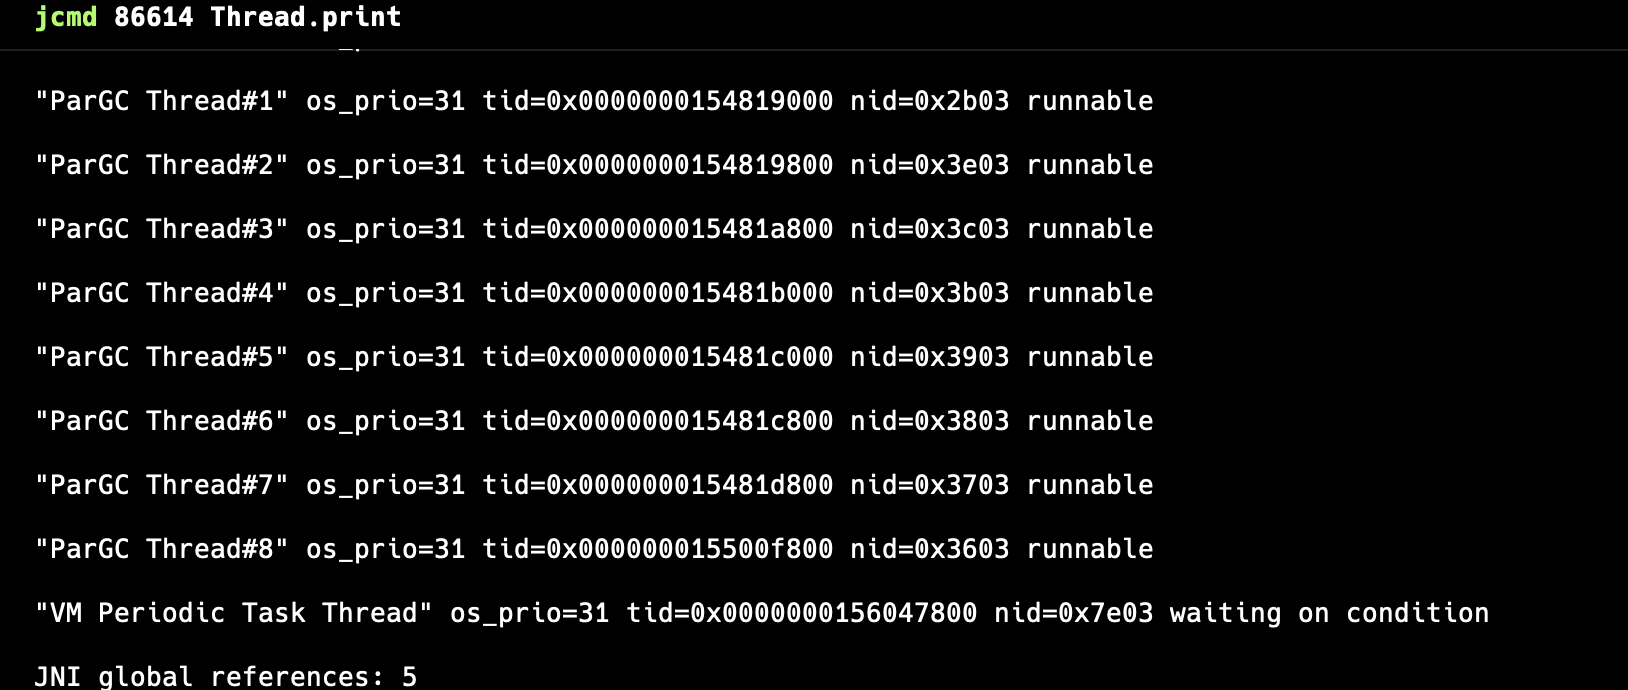 jcmd 86614 Thread.print
"ParGC Thread#1" os_prio=31 tid=0x0000000154819000 nid=0x2b03 runnable
"ParGC Thread#2" os_prio=31 tid=0x0000000154819800 nid=0x3e03 runnable
"ParGC Thread#3" os_prio=31 tid=0x000000015481a800 nid=0x3c03 runnable
"ParGC Thread#4" os_prio=31 tid=0x000000015481b000 nid=0x3b03 runnable
"ParGC Thread#5" os_prio=31 tid=0x000000015481c000 nid=0x3903 runnable
"ParGC Thread#6" os_prio=31 tid=0x000000015481c800 nid=0x3803 runnable
"ParGC Thread#7" os_prio=31 tid=0x000000015481d800 nid=0x3703 runnable
"ParGC Thread#8" os_prio=31 tid=0x000000015500f800 nid=0x3603 runnable
"VM Periodic Task Thread" os_prio=31 tid=0x0000000156047800 nid=0x7e03 waiting on condition
JNI global references: 5